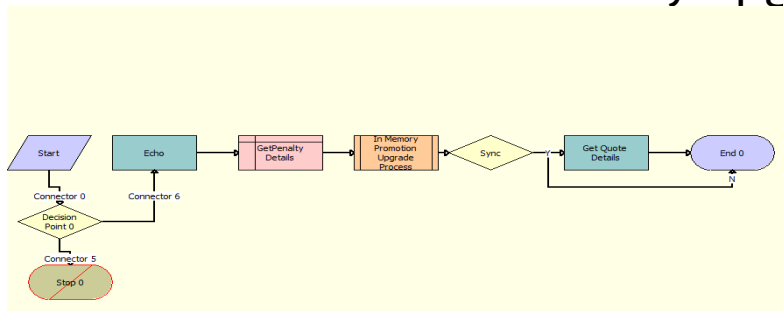 Start
Echo
GetPenalty
Details
In Memory
Promotion
Upgrade
Process
Sync
Y
Get Quote
Details
End 0
N
Connector 0
Connector 6
Decision
Point 0
Connector 5
Stop 0